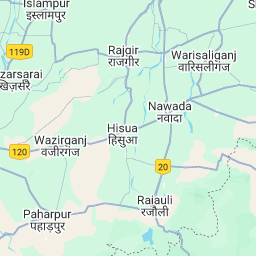 Islampur
इस्लामपुर
119D
Rajgir
राजगीर
Warisaliganj
वारिसलीगंज
zarsarai
खिज़र्सर
Nawada
नवादा
Hisua
हिसुआ
Wazirganj
वजीरगंज
120
20
Rajauli
रजौली
Paharpur
पहाड़पुर